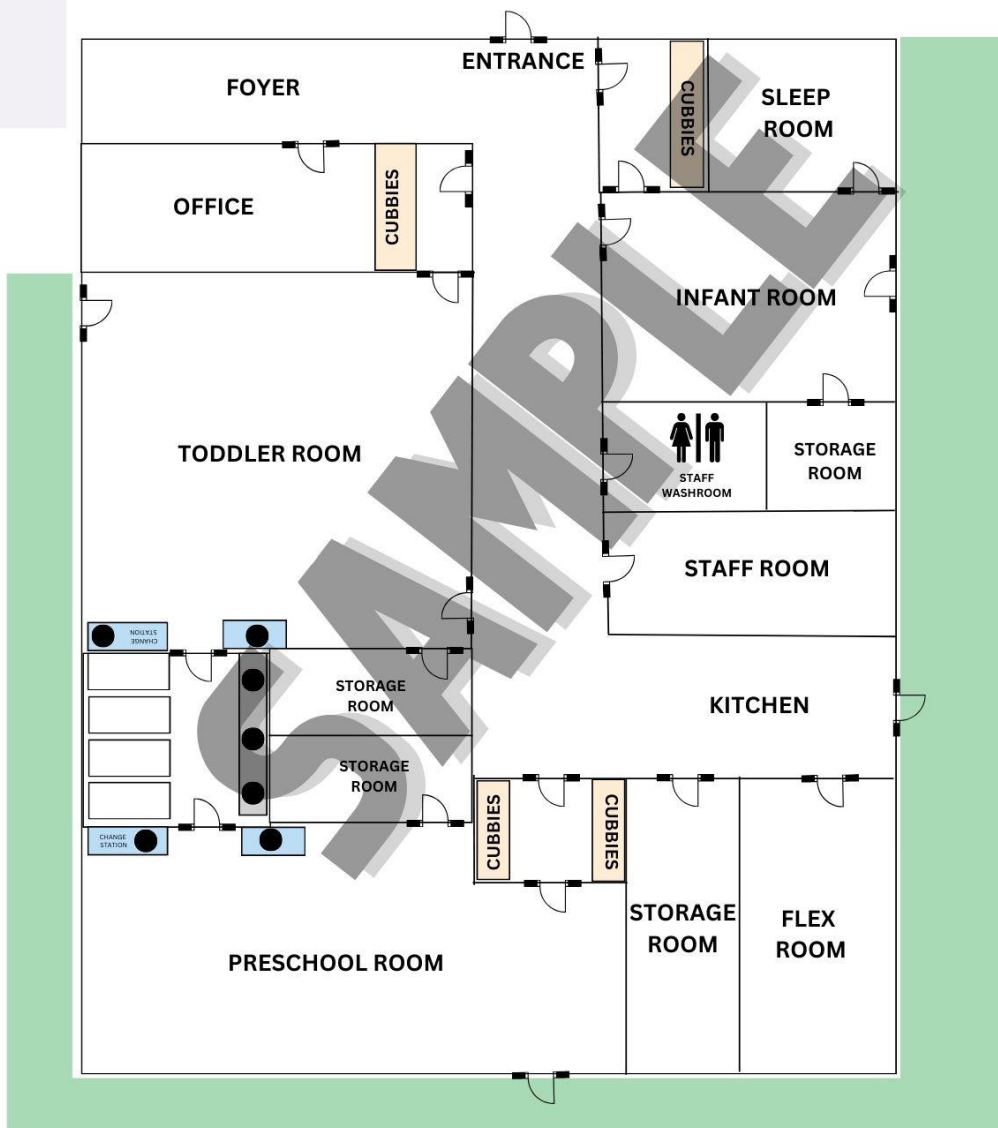 ENTRANCE
FOYER
CUBBIES
SLEEP
ROOM
OFFICE
CUBBIES
INFANT ROOM
TODDLER ROOM
STAFF
WASHROOM
STORAGE
ROOM
STAFF ROOM
CHANGE
STATION
STORAGE
ROOM
KITCHEN
STORAGE
ROOM
CHANGE
STATION
CUBBIES
CUBBIES
STORAGE
ROOM
FLEX
ROOM
PRESCHOOL ROOM
SAMPLE